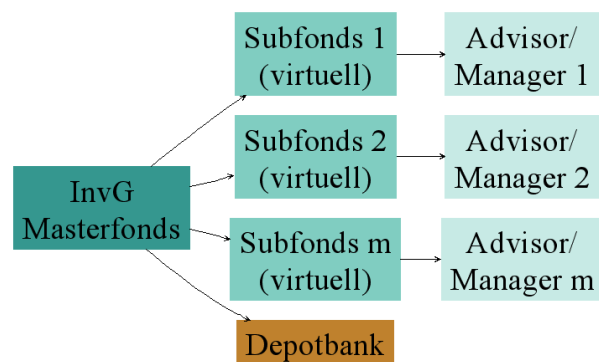 Subfonds 1
(virtuell)
Advisor/
Manager 1
Subfonds 2
(virtuell)
Advisor/
Manager 2
InvG
Masterfonds
Subfonds m
(virtuell)
Advisor/
Manager m
Depotbank